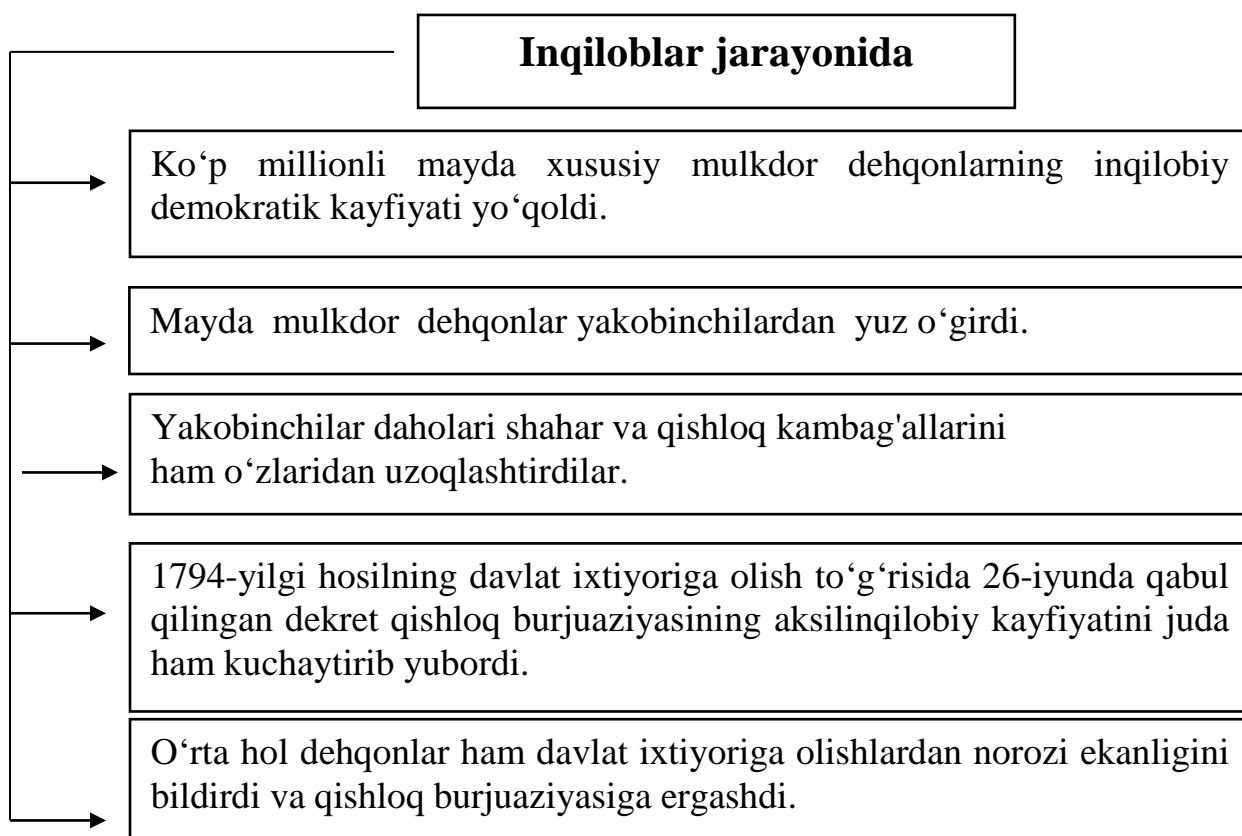 Inqiloblar jarayonida
Ko‘p millionli mayda xususiy mulkdor dehqonlarning inqilobiy
demokratik kayfiyati yo‘qoldi.
Mayda mulkdor dehqonlar yakobinchilardan yuz o‘girdi.
Yakobinchilar daholari shahar va qishloq kambag'allarini
ham o‘zlaridan uzoqlashtirdilar.
1794-yilgi hosilning davlat ixtiyoriga olish to‘g‘risida 26-iyunda qabul
qilingan dekret qishloq burjuaziyasining aksilinqilobiy kayfiyatini juda
ham kuchaytirib yubordi.
O‘rta hol dehqonlar ham davlat ixtiyoriga olishlardan norozi ekanligini
bildirdi va qishloq burjuaziyasiga ergashdi.